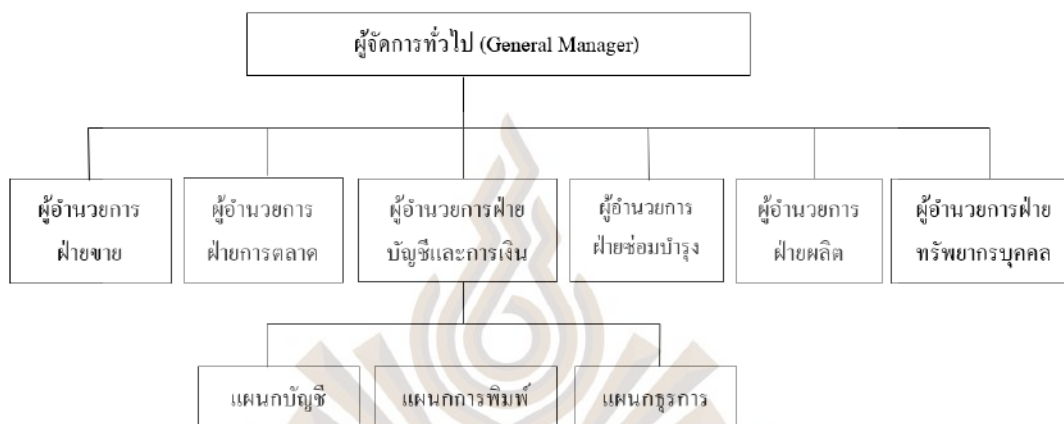 ผู้จัดการทั่วไป (General Manager)
ผู้อำนวยการ
ฝ่ายขาย
ผู้อำนวยการ
ฝ่ายการตลาด
ผู้อำนวยการฝ่าย
บัญชีและการเงิน
ผู้อำนวยการ
ฝ่ายซ่อมบำรุง
ผู้อำนวยการ
ฝ่ายผลิต
ผู้อำนวยการฝ่าย
ทรัพยากรบุคคล
แผนกบัญชี
แผนกการพิมพ์
แผนกธุรการ